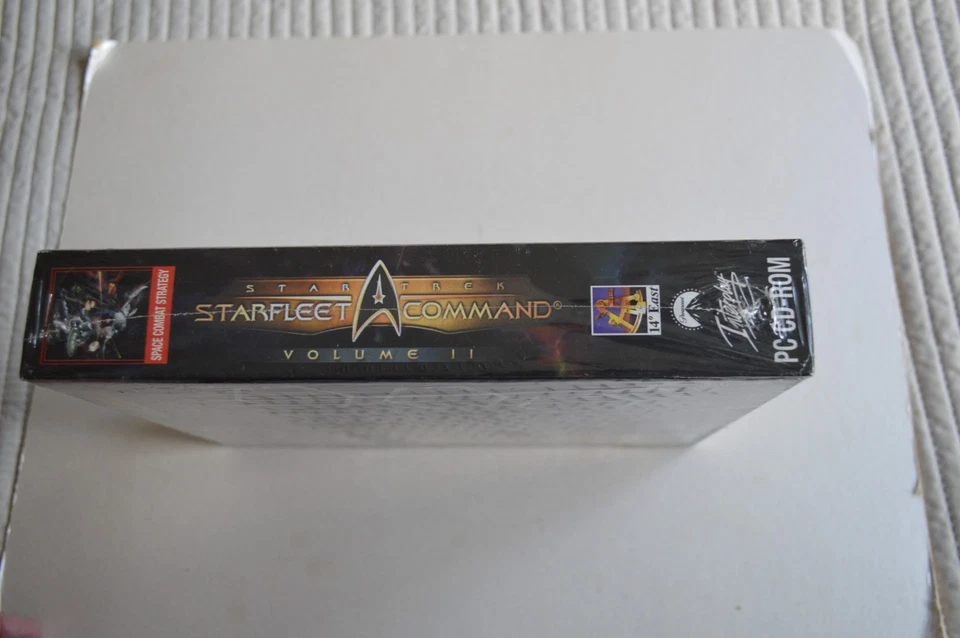 SPACE COMBAT STRATEGY
STAR TREK
STARFLEET COMMAND®
VOLUME II
14° East
Interplay
PC CD-ROM